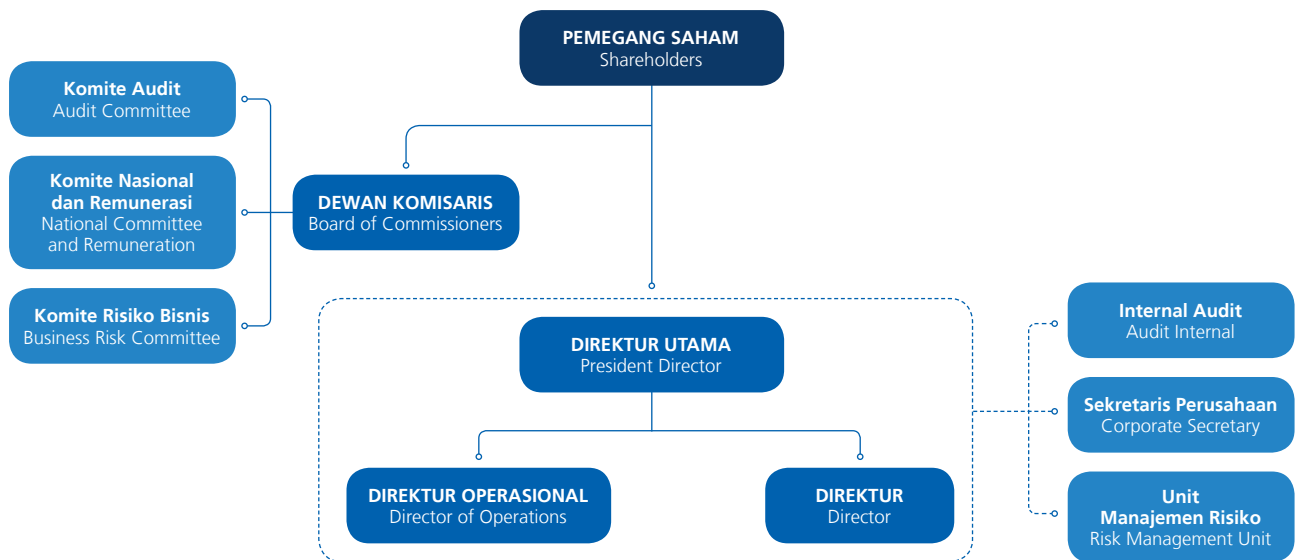 PEMEGANG SAHAM
Shareholders
Komite Audit
Audit Committee
Komite Nasional
dan Remunerasi
National Committee
and Remuneration
DEWAN KOMISARIS
Board of Commissioners
Komite Risiko Bisnis
Business Risk Committee
DIREKTUR UTAMA
President Director
Internal Audit
Audit Internal
Sekretaris Perusahaan
Corporate Secretary
DIREKTUR OPERASIONAL
Director of Operations
DIREKTUR
Director
Unit
Manajemen Risiko
Risk Management Unit